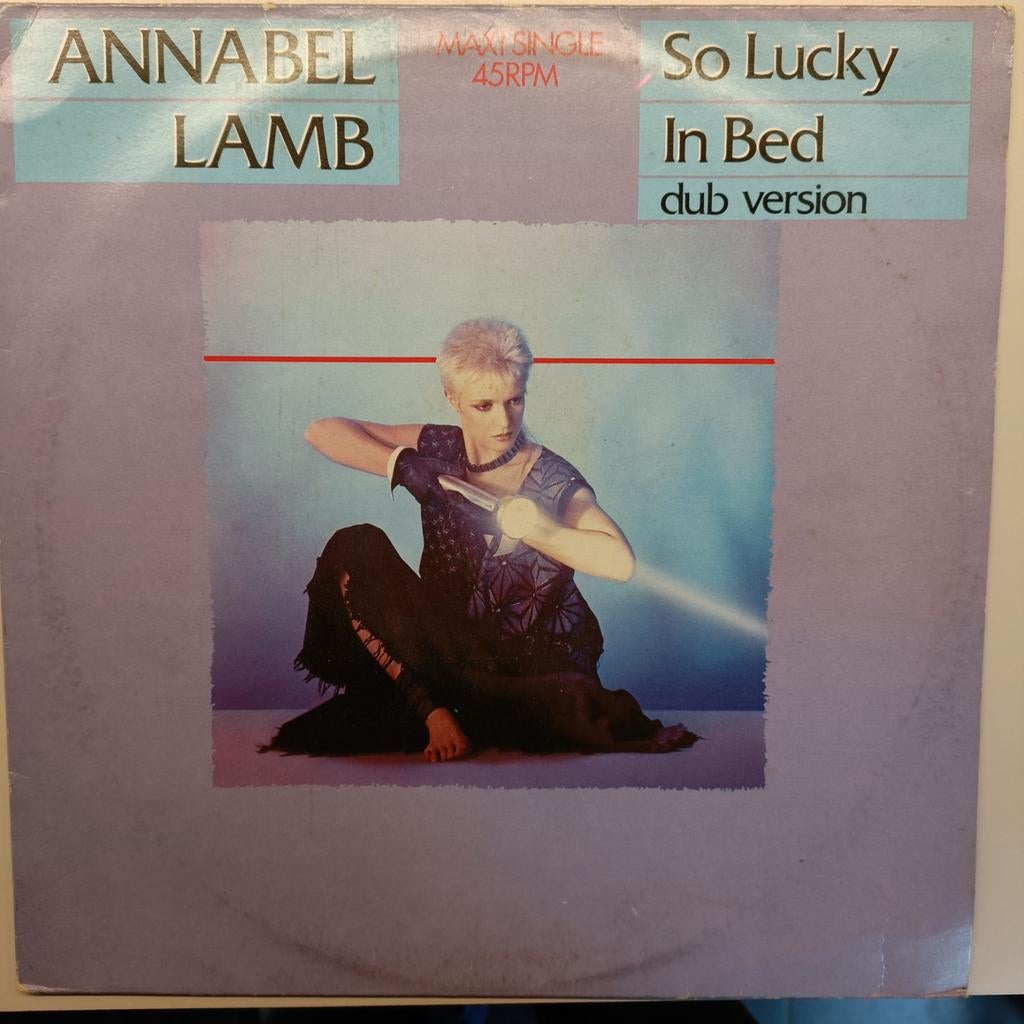 ANNABEL
LAMB
MAXI SINGLE
45RPM
So Lucky
In Bed
dub version